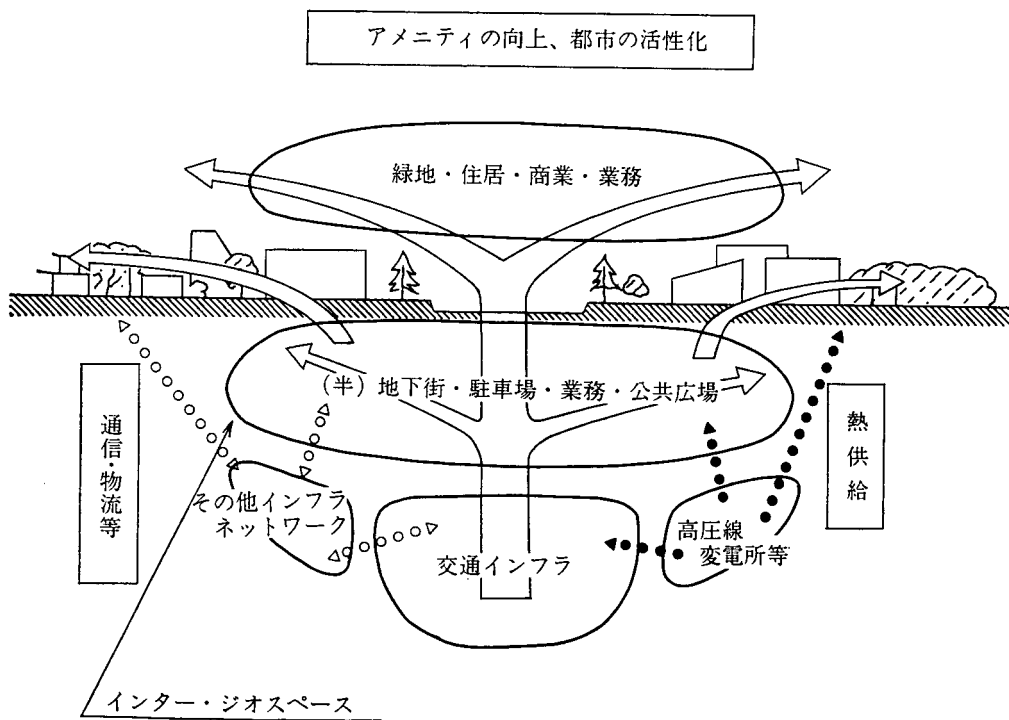 アメニティの向上、都市の活性化
緑地・住居・商業・業務
(半)地下街・駐車場・業務・公共広場
通信・物流等
熱供給
その他インフラ
ネットワーク
交通インフラ
高圧線
変電所等
インター・ジオスペース